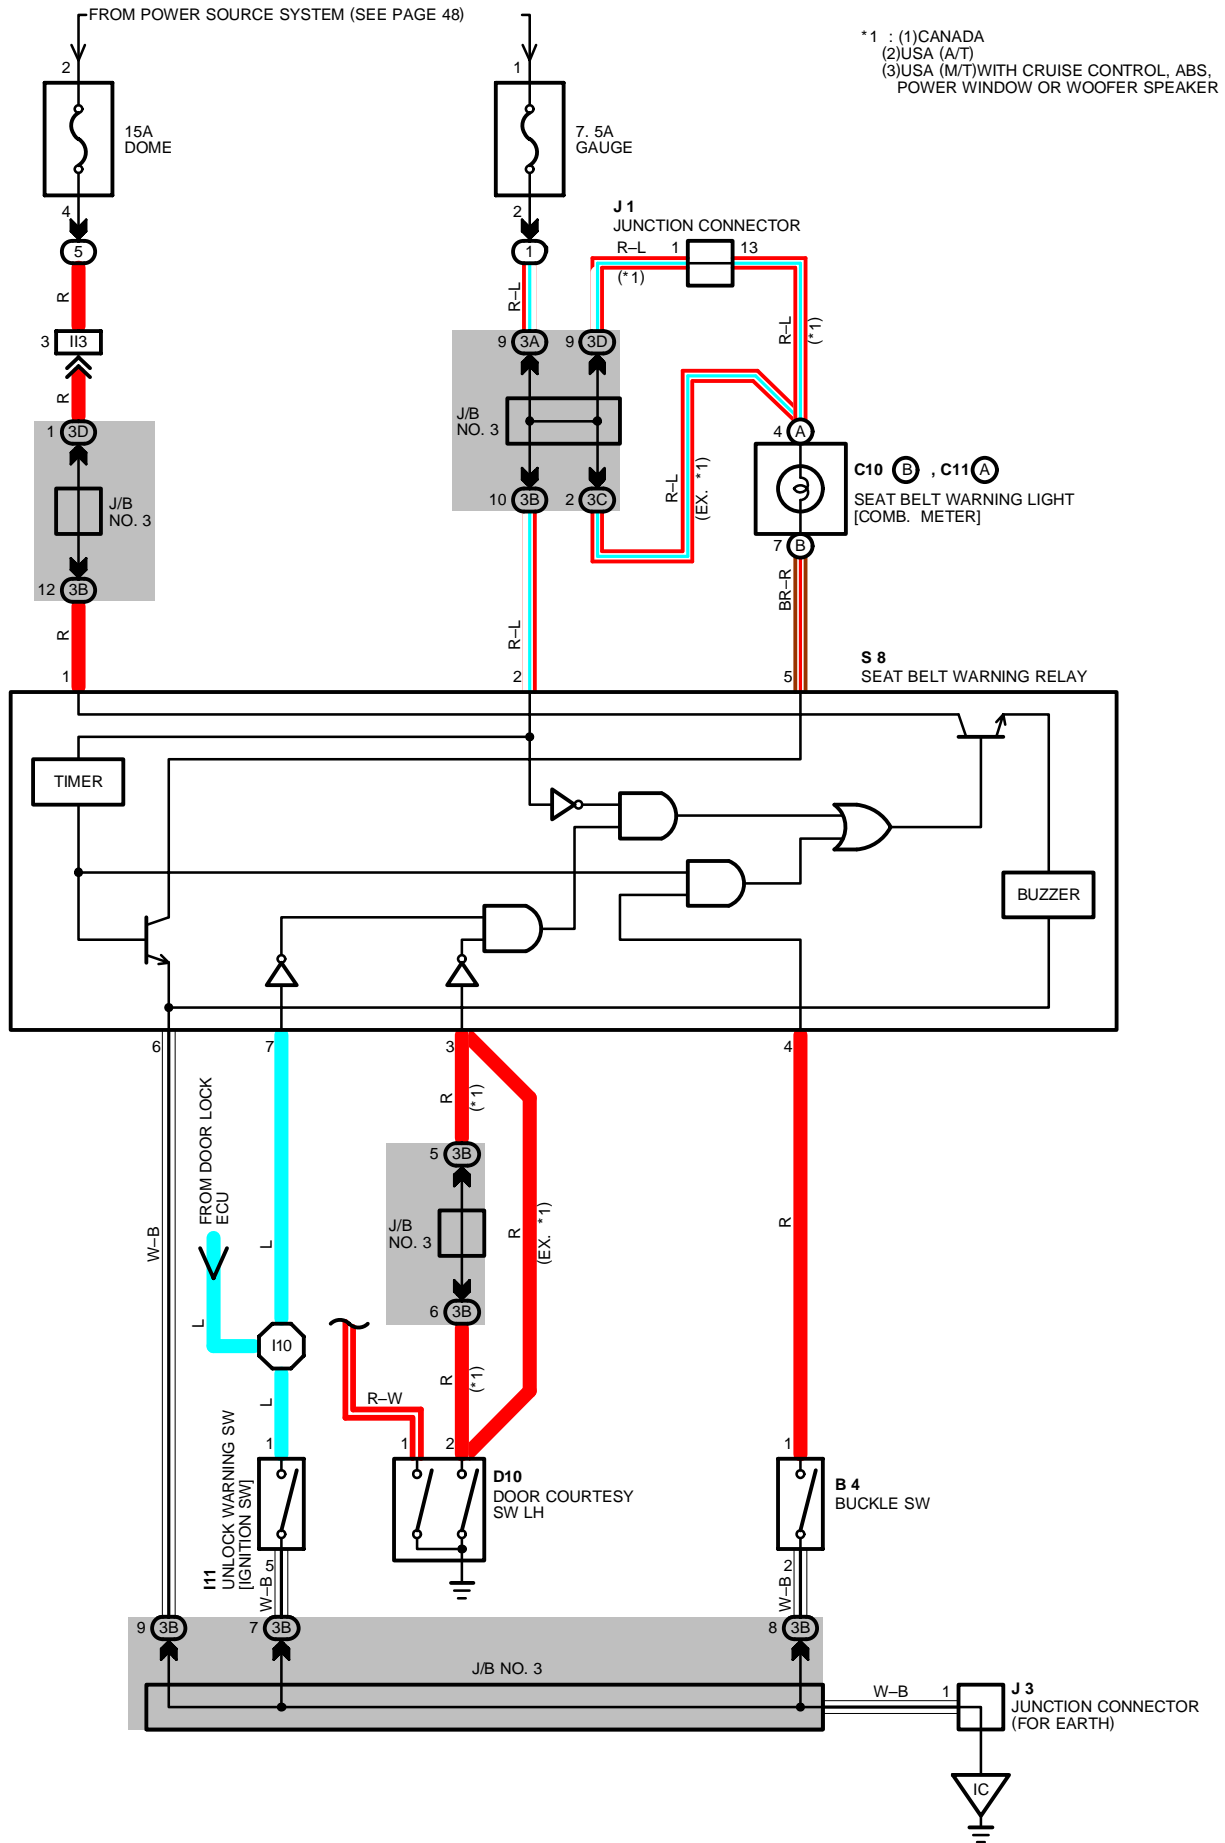 FROM POWER SOURCE SYSTEM (SEE PAGE 48)
*1 : (1)CANADA
(2)USA (A/T)
(3)USA (M/T)WITH CRUISE CONTROL, ABS,
POWER WINDOW OR WOOFER SPEAKER
2
1
15A
DOME
7. 5A
GAUGE
4
2
5
1
J 1
JUNCTION CONNECTOR
R–L
1
13
(*1)
R
R–L
R–L
(*1)
3
II3
9
3A
9
3D
R
J/B
NO. 3
1
3D
4
A
J/B
NO. 3
10
3B
2
3C
R–L
(EX. *1)
C10
B
, C11
A
SEAT BELT WARNING LIGHT
[COMB. METER]
7
B
12
3B
R
R–L
BR–R
S 8
SEAT BELT WARNING RELAY
1
2
5
TIMER
BUZZER
6
7
3
4
R
(*1)
FROM DOOR LOCK
ECU
5
3B
W–B
L
J/B
NO. 3
R
(EX. *1)
R
6
3B
L
I10
R
(*1)
R–W
L
1
1
2
1
I11
UNLOCK WARNING SW
[IGNITION SW]
D10
DOOR COURTESY
SW LH
B 4
BUCKLE SW
5
W–B
2
W–B
9
3B
7
3B
8
3B
J/B NO. 3
W–B
1
J 3
JUNCTION CONNECTOR
(FOR EARTH)
IC